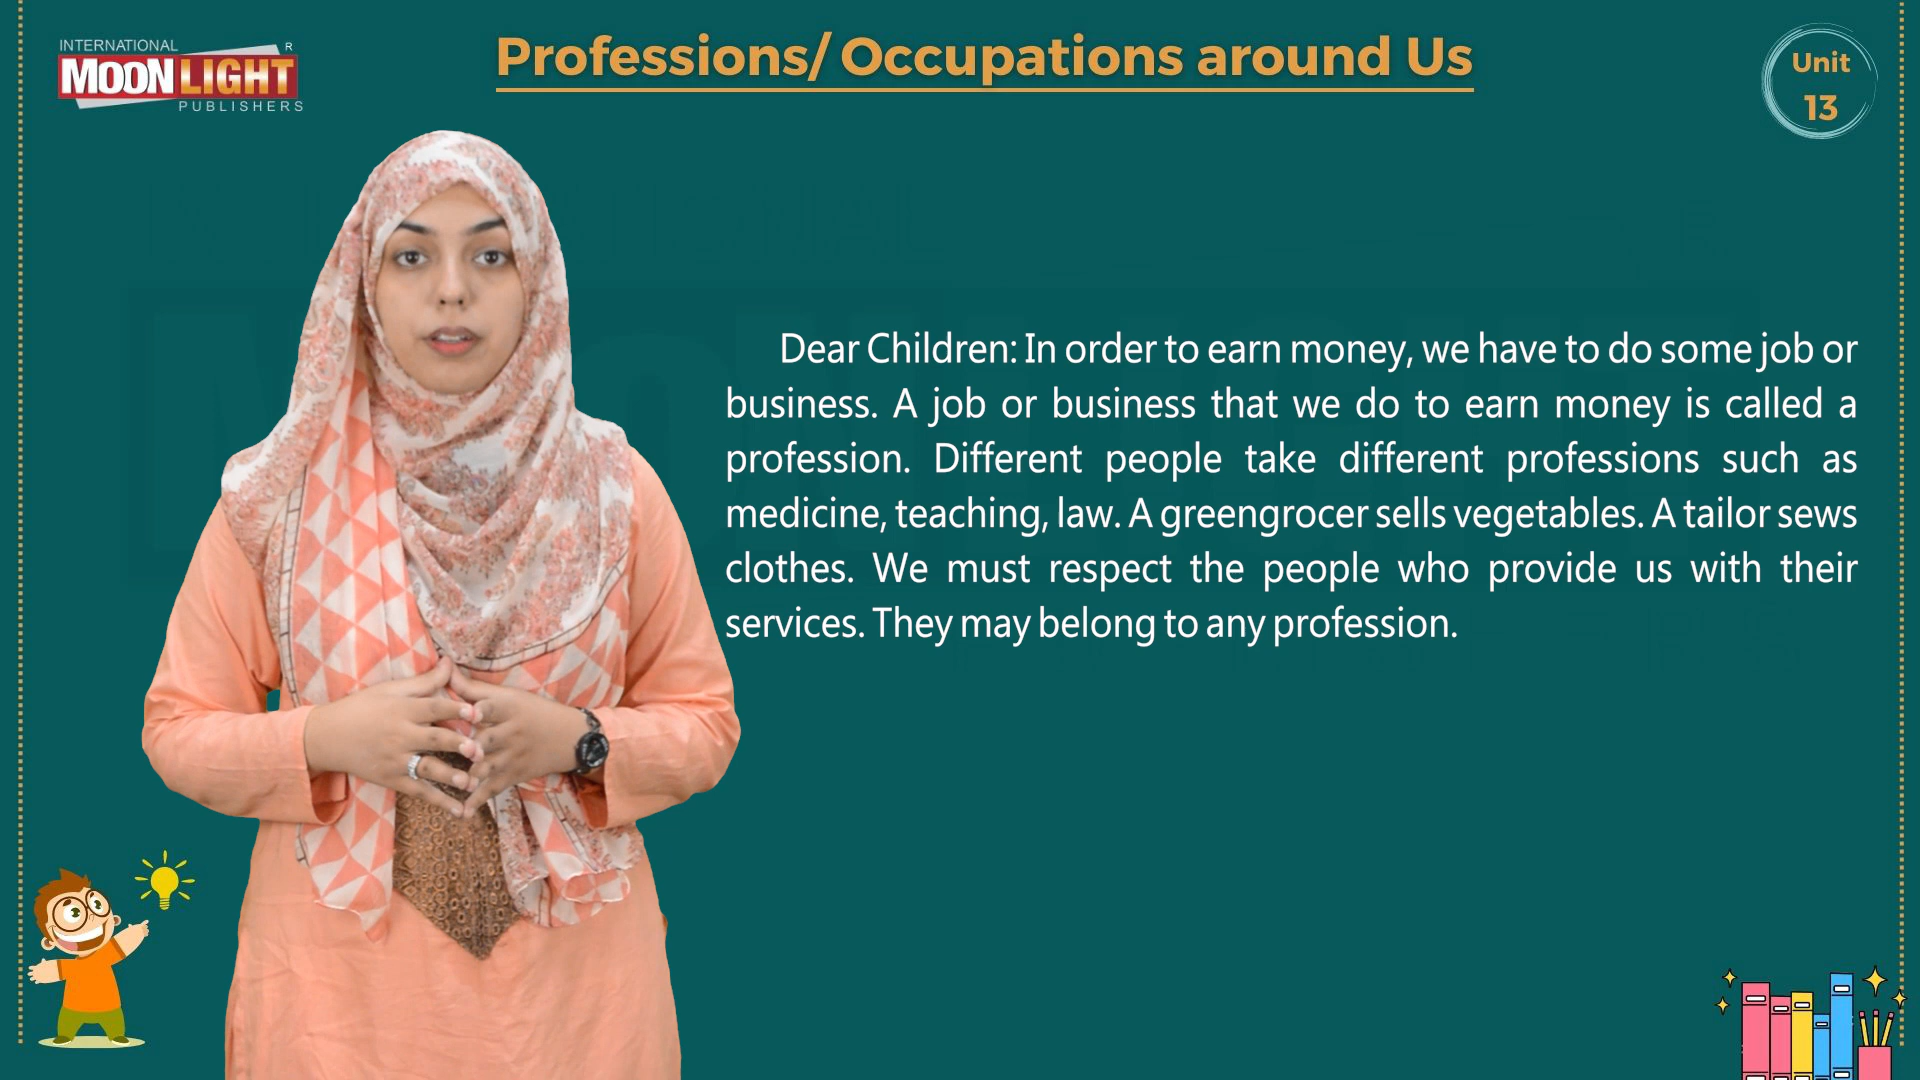 INTERNATIONAL
R
MOONLIGHT
PUBLISHERS
Professions/ Occupations around Us
Unit
13
Dear Children: In order to earn money, we have to do some job or
business. A job or business that we do to earn money is called a
profession. Different people take different professions such as
medicine, teaching, law. A greengrocer sells vegetables. A tailor sews
clothes. We must respect the people who provide us with their
services. They may belong to any profession.